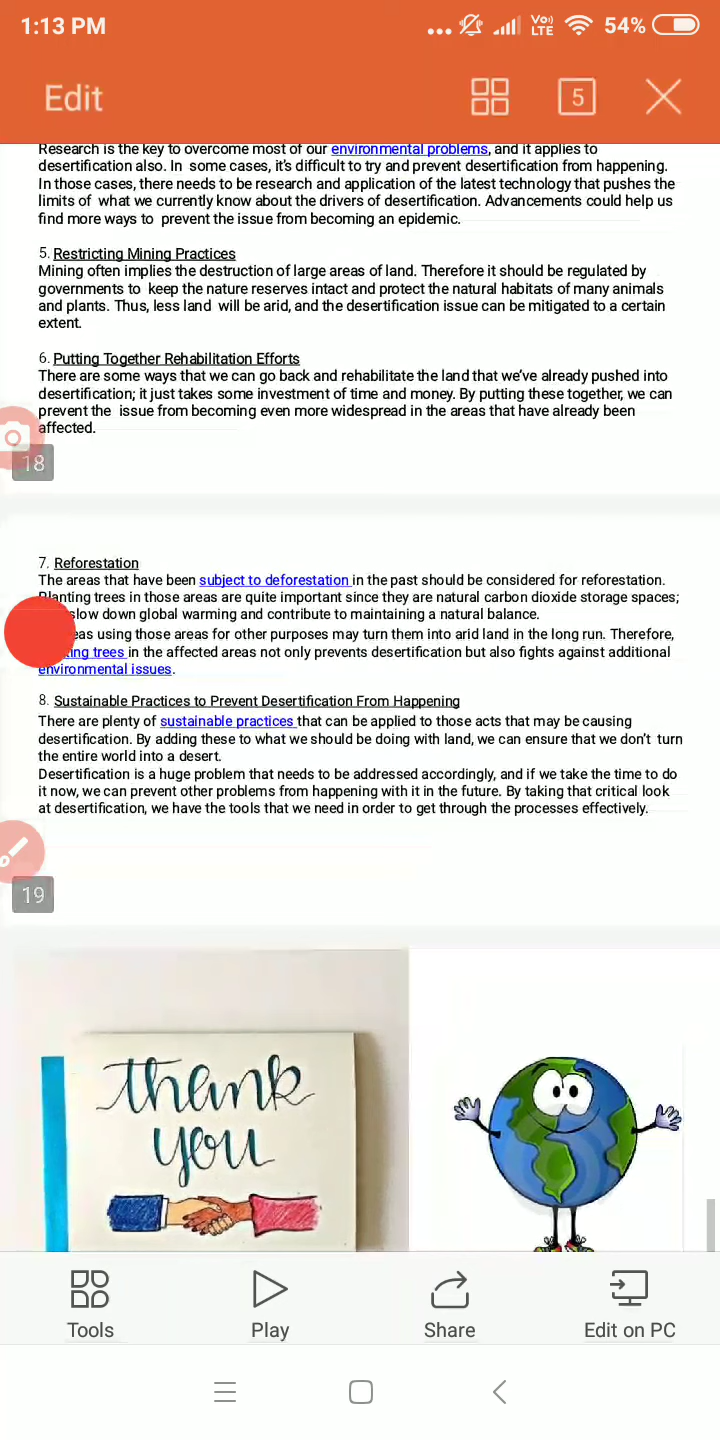 1:13 PM
Vo)) LTE 54%
Edit
5
Research is the key to overcome most of our environmental problems, and it applies to
desertification also. In some cases, it's difficult to try and prevent desertification from happening.
In those cases, there needs to be research and application of the latest technology that pushes the
limits of what we currently know about the drivers of desertification. Advancements could help us
find more ways to prevent the issue from becoming an epidemic.
5. Restricting Mining Practices
Mining often implies the destruction of large areas of land. Therefore it should be regulated by
governments to keep the nature reserves intact and protect the natural habitats of many animals
and plants. Thus, less land will be arid, and the desertification issue can be mitigated to a certain
extent.
6. Putting Together Rehabilitation Efforts
There are some ways that we can go back and rehabilitate the land that we've already pushed into
desertification; it just takes some investment of time and money. By putting these together, we can
prevent the issue from becoming even more widespread in the areas that have already been
affected.
18
7. Reforestation
The areas that have been subject to deforestation in the past should be considered for reforestation.
Planting trees in those areas are quite important since they are natural carbon dioxide storage spaces;
slow down global warming and contribute to maintaining a natural balance.
eas using those areas for other purposes may turn them into arid land in the long run. Therefore,
ing trees in the affected areas not only prevents desertification but also fights against additional
environmental issues.
8. Sustainable Practices to Prevent Desertification From Happening
There are plenty of sustainable practices that can be applied to those acts that may be causing
desertification. By adding these to what we should be doing with land, we can ensure that we don't turn
the entire world into a desert.
Desertification is a huge problem that needs to be addressed accordingly, and if we take the time to do
it now, we can prevent other problems from happening with it in the future. By taking that critical look
at desertification, we have the tools that we need in order to get through the processes effectively.
19
thank
you
Tools
Play
Share
Edit on PC